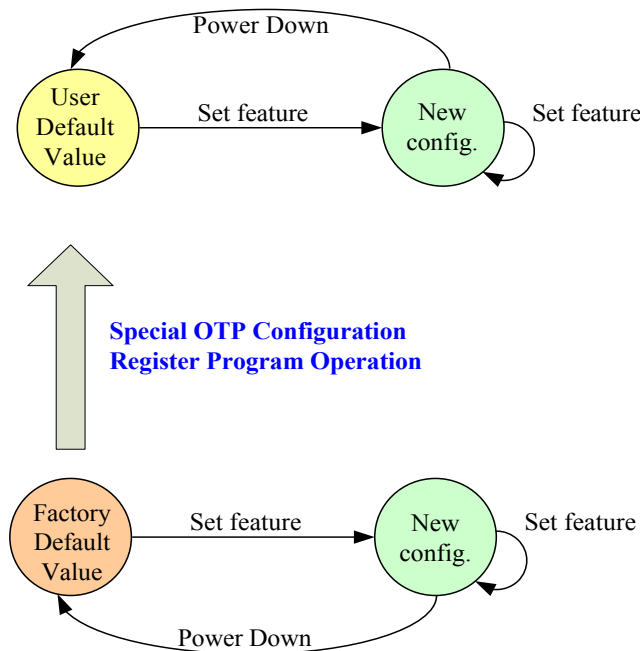 Power Down
User
Default
Value
Set feature
New
config.
Set feature
Special OTP Configuration
Register Program Operation
Factory
Default
Value
Set feature
New
config.
Set feature
Power Down